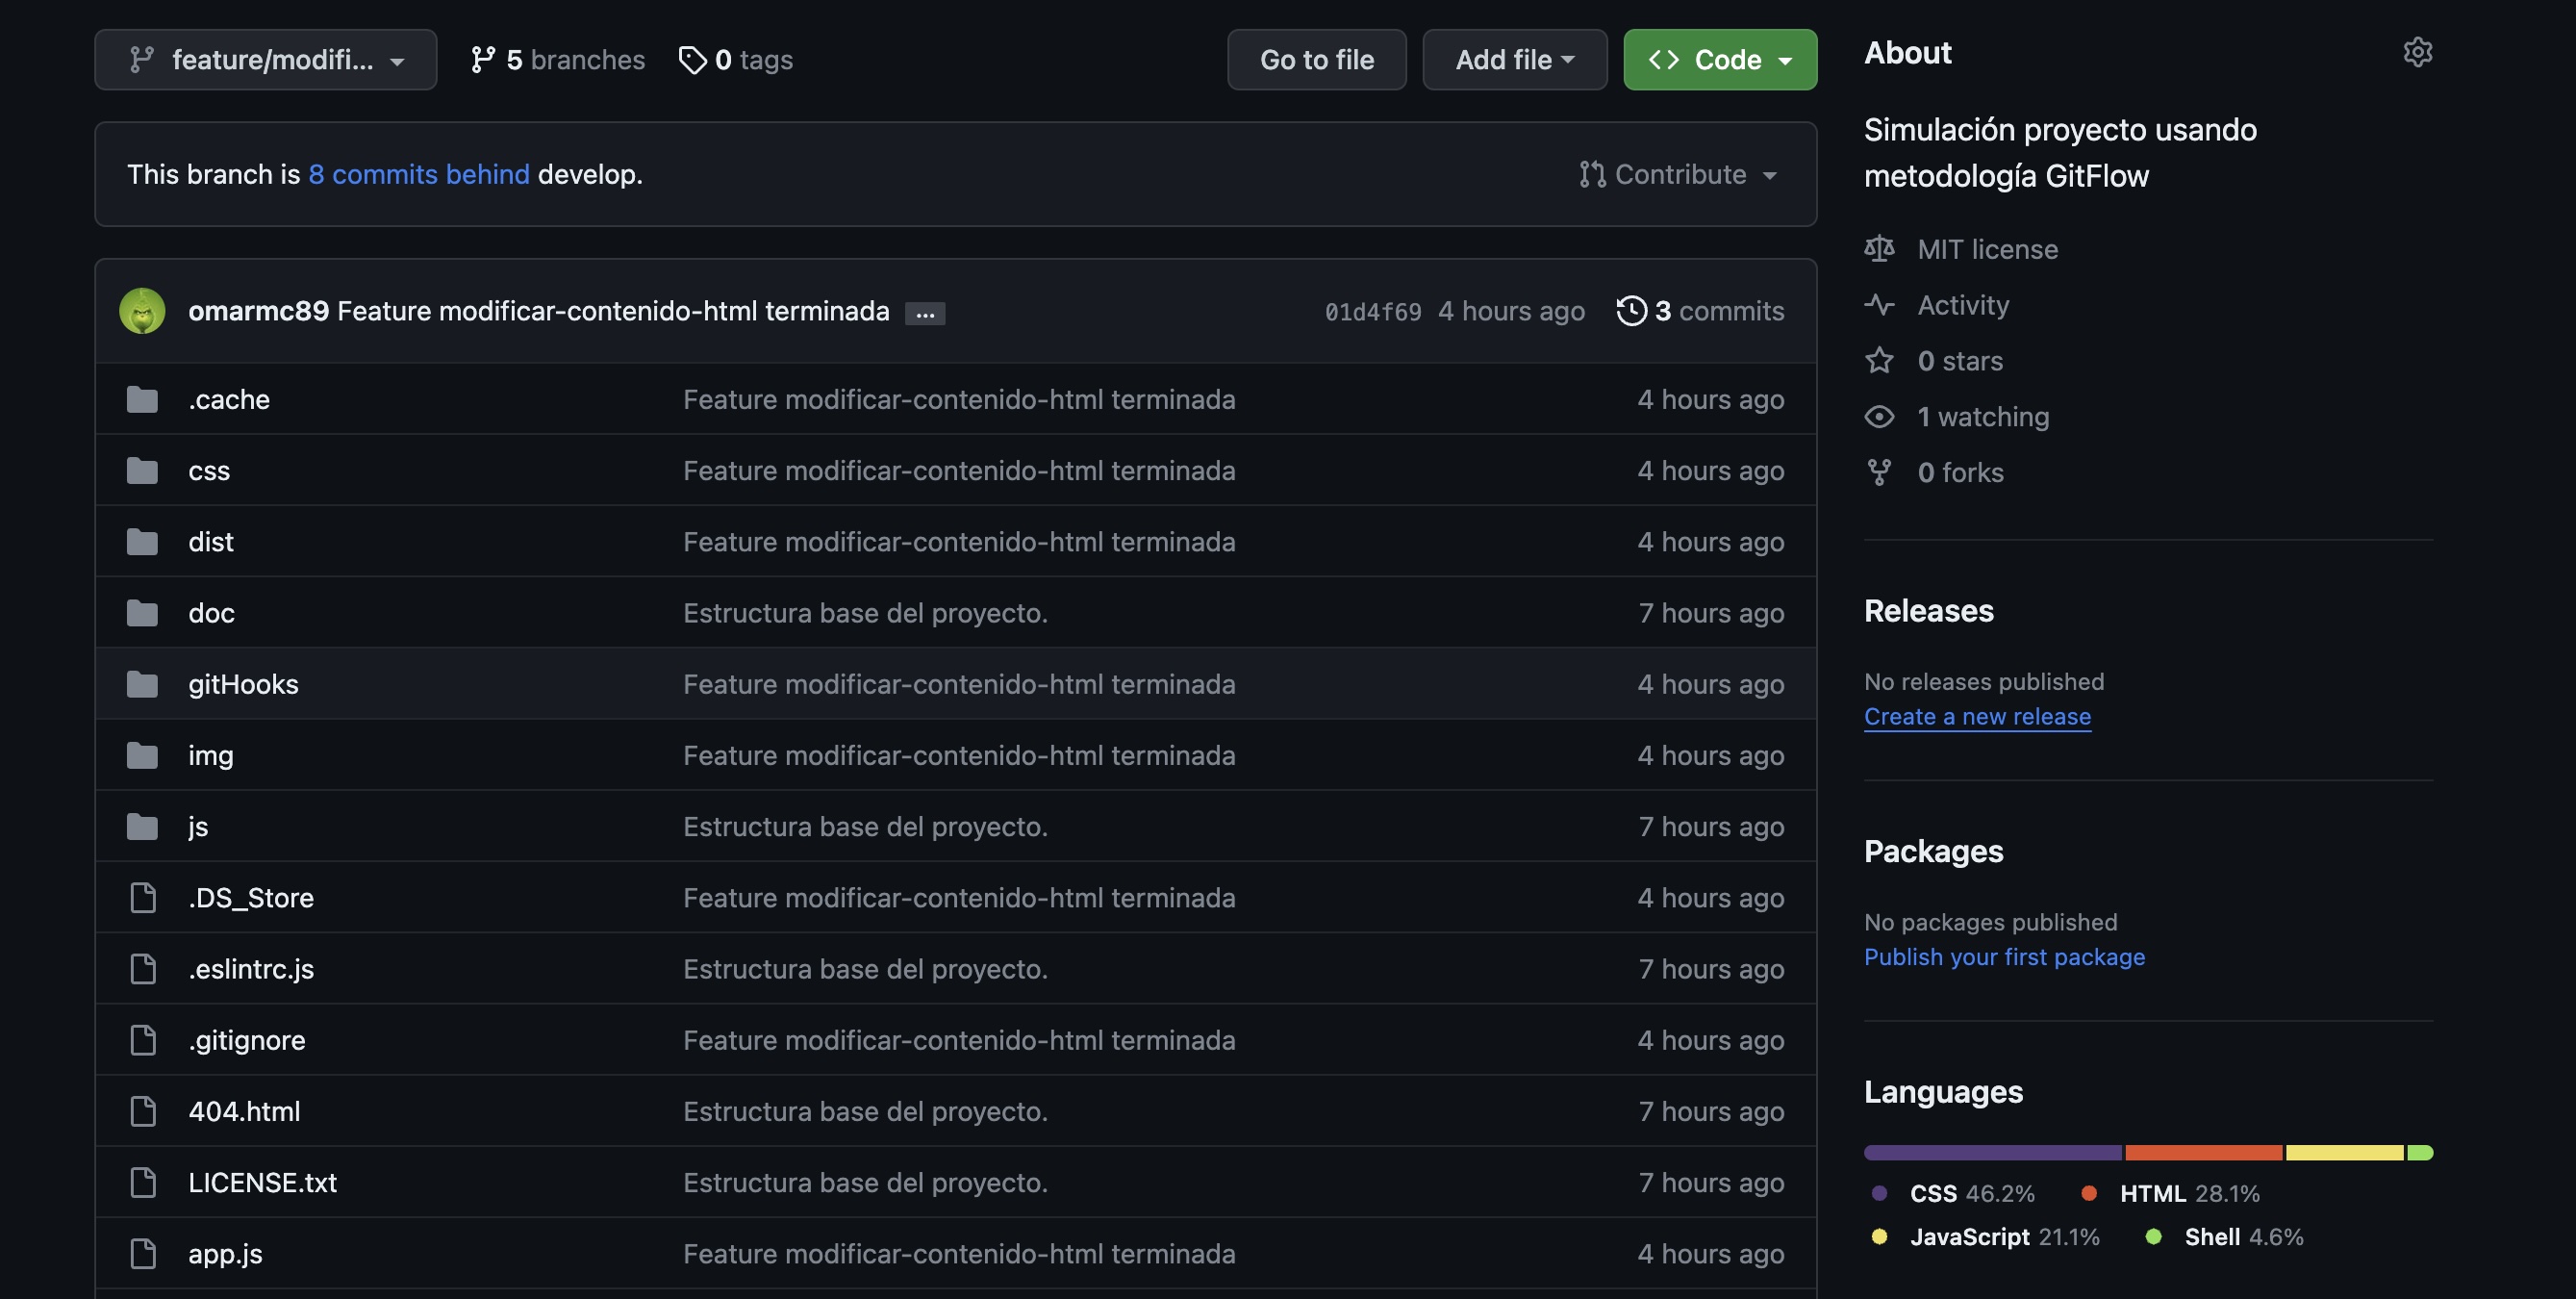 feature/modifi...
5 branches
0 tags
Go to file
Add file
Code
This branch is 8 commits behind develop.
Contribute
omarmc89 Feature modificar-contenido-html terminada ...
01d4f69 4 hours ago
3 commits
.cache Feature modificar-contenido-html terminada 4 hours ago
css Feature modificar-contenido-html terminada 4 hours ago
dist Feature modificar-contenido-html terminada 4 hours ago
doc Estructura base del proyecto. 7 hours ago
gitHooks Feature modificar-contenido-html terminada 4 hours ago
img Feature modificar-contenido-html terminada 4 hours ago
js Estructura base del proyecto. 7 hours ago
.DS_Store Feature modificar-contenido-html terminada 4 hours ago
.eslintrc.js Estructura base del proyecto. 7 hours ago
.gitignore Feature modificar-contenido-html terminada 4 hours ago
404.html Estructura base del proyecto. 7 hours ago
LICENSE.txt Estructura base del proyecto. 7 hours ago
app.js Feature modificar-contenido-html terminada 4 hours ago
About
Simulación proyecto usando
metodología GitFlow
MIT license
Activity
0 stars
1 watching
0 forks
Releases
No releases published
Create a new release
Packages
No packages published
Publish your first package
Languages
CSS 46.2% HTML 28.1%
JavaScript 21.1% Shell 4.6%